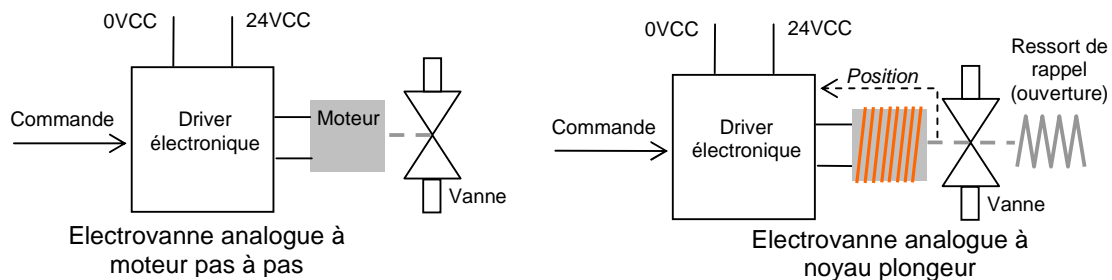 0VCC
24VCC
Commande
Driver
électronique
Moteur
Vanne
Electrovanne analogue à
moteur pas à pas
0VCC
24VCC
Ressort de
rappel
(ouverture)
Position
Commande
Driver
électronique
Vanne
Electrovanne analogue à
noyau plongeur